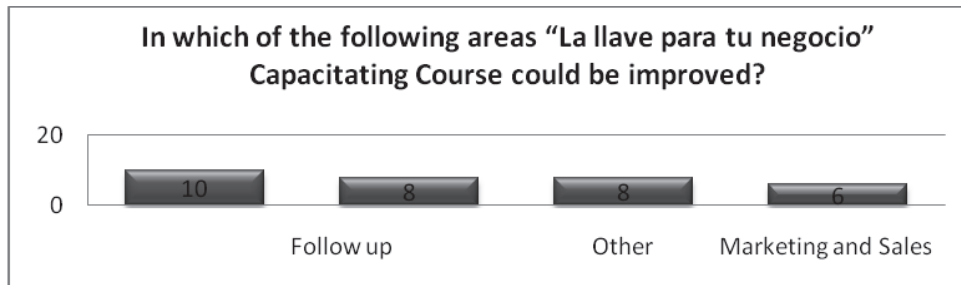 In which of the following areas “La llave para tu negocio”
Capacitating Course could be improved?
20
10 8 8 6
0
Follow up Other Marketing and Sales